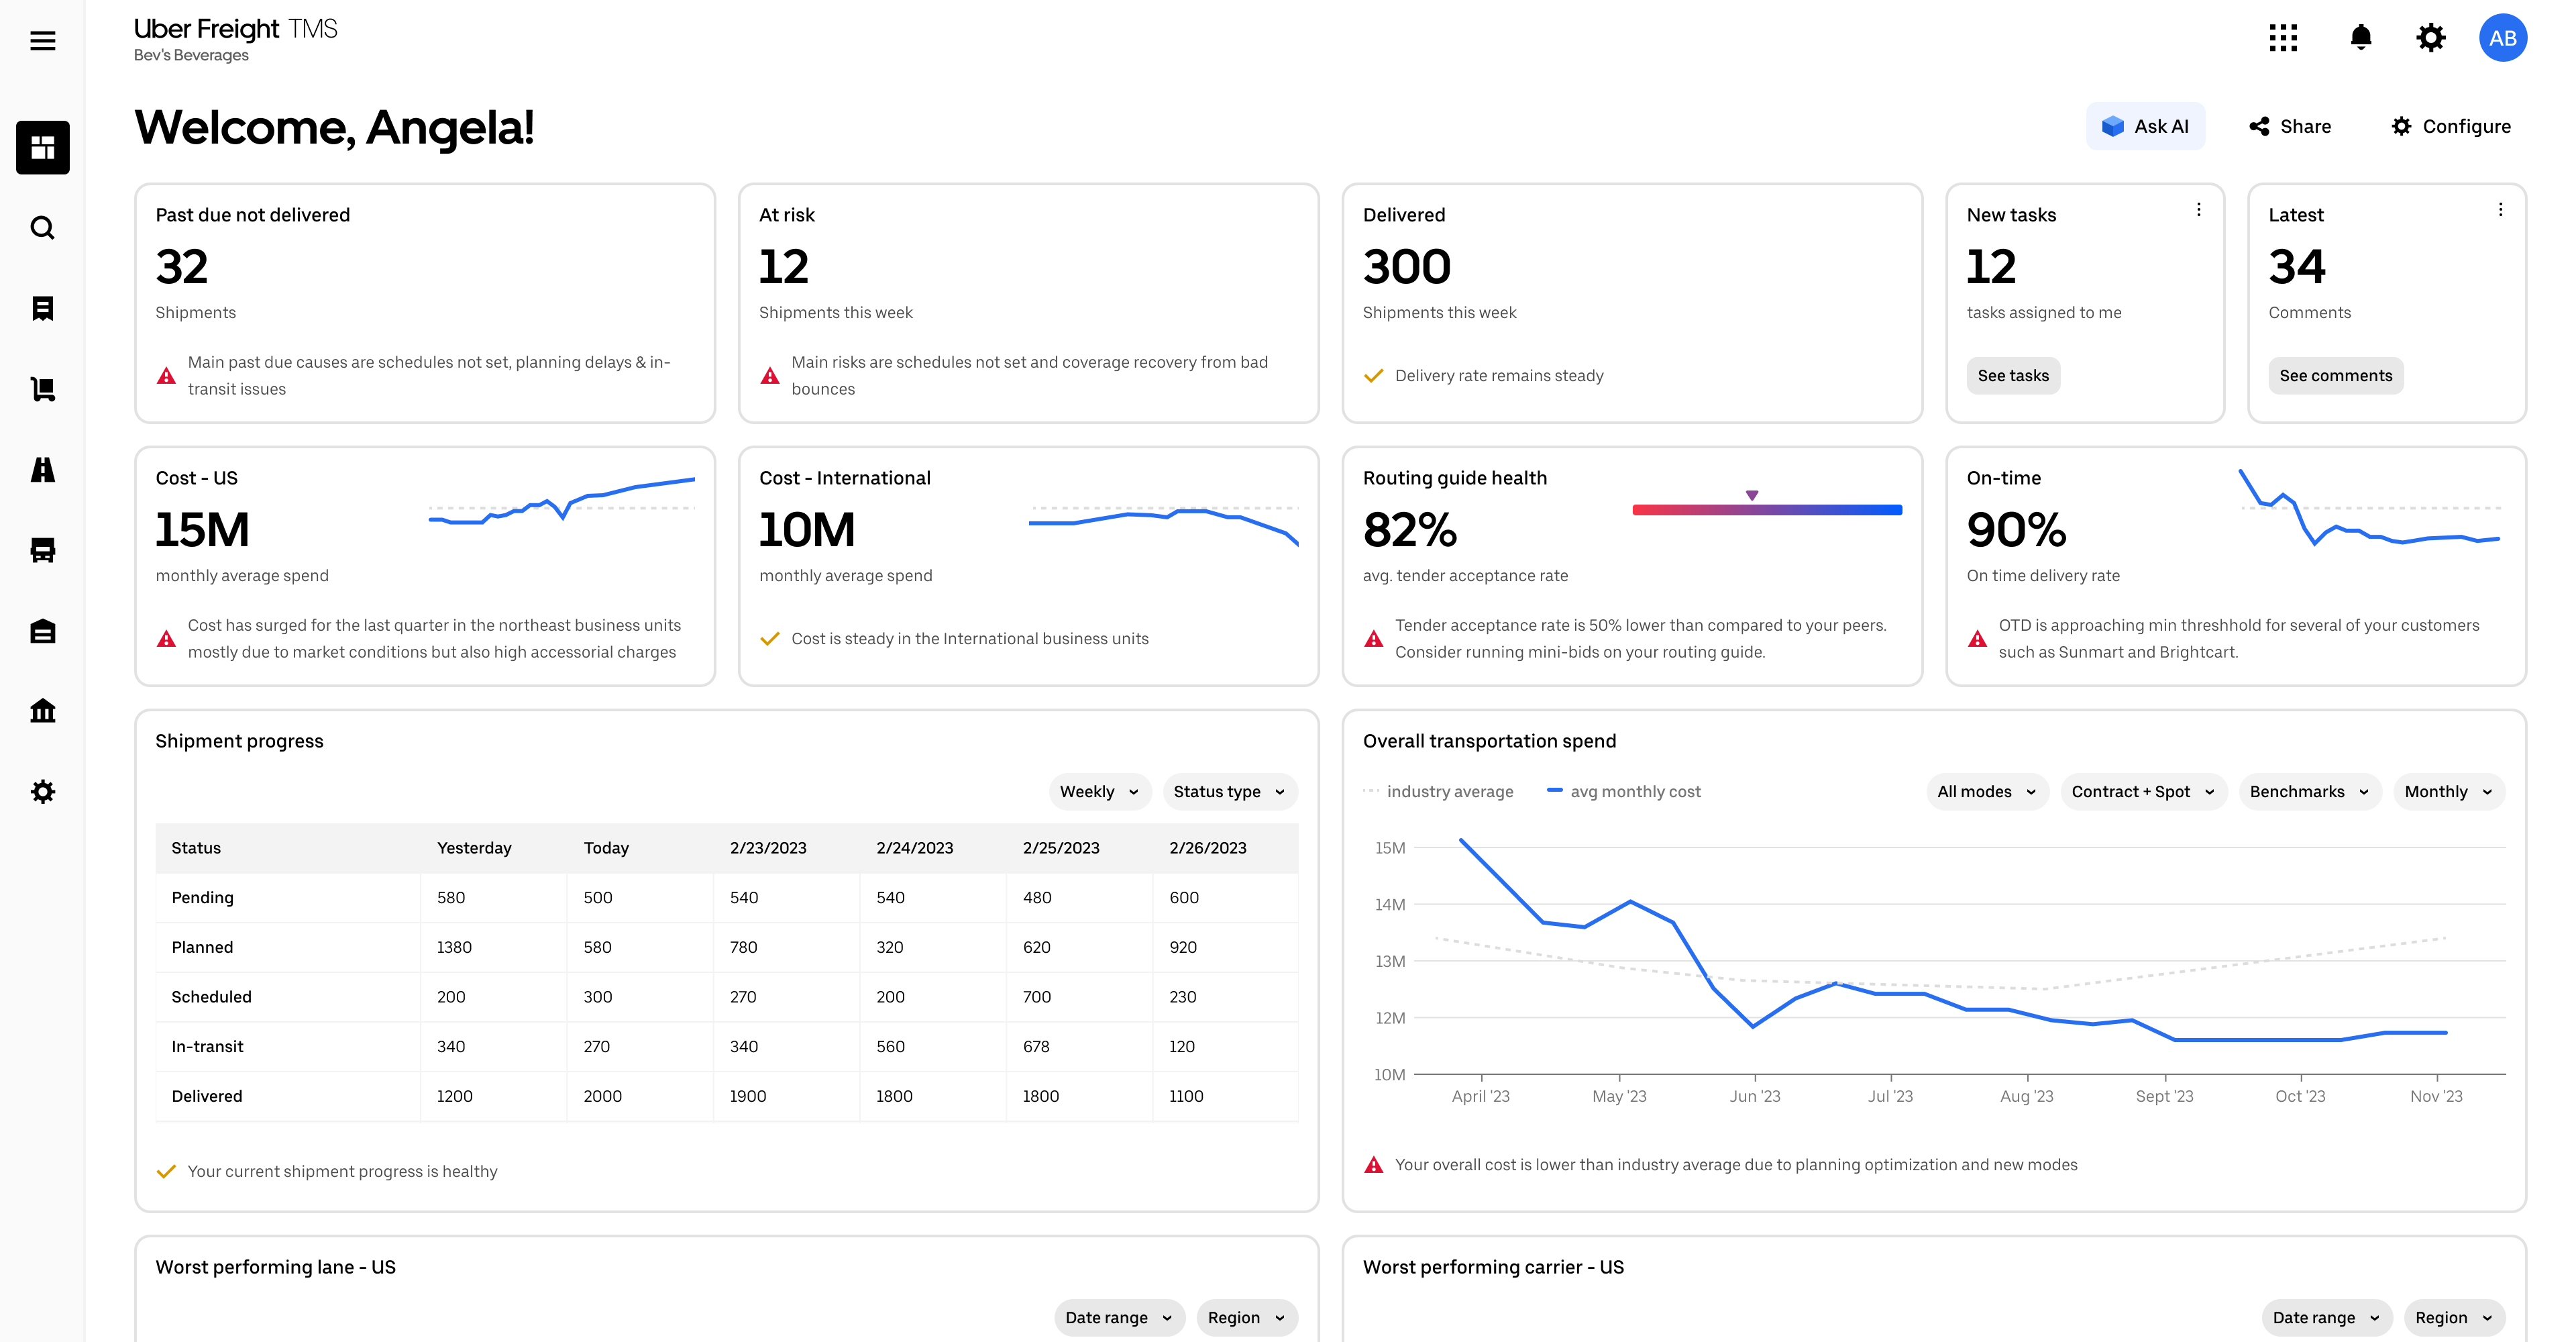 Uber Freight TMS
Bev's Beverages
AB
Welcome, Angela!
Ask AI
Share
Configure
Past due not delivered
32
Shipments
Main past due causes are schedules not set, planning delays & in-
transit issues
At risk
12
Shipments this week
Main risks are schedules not set and coverage recovery from bad
bounces
Delivered
300
Shipments this week
Delivery rate remains steady
New tasks
12
tasks assigned to me
See tasks
Latest
34
Comments
See comments
Cost - US
15M
monthly average spend
Cost has surged for the last quarter in the northeast business units
mostly due to market conditions but also high accessorial charges
Cost - International
10M
monthly average spend
Cost is steady in the International business units
Routing guide health
82%
avg. tender acceptance rate
Tender acceptance rate is 50% lower than compared to your peers.
Consider running mini-bids on your routing guide.
On-time
90%
On time delivery rate
OTD is approaching min threshhold for several of your customers
such as Sunmart and Brightcart.
Shipment progress
Weekly
Status type
Status Yesterday Today 2/23/2023 2/24/2023 2/25/2023 2/26/2023
Pending 580 500 540 540 480 600
Planned 1380 580 780 320 620 920
Scheduled 200 300 270 200 700 230
In-transit 340 270 340 560 678 120
Delivered 1200 2000 1900 1800 1800 1100
Your current shipment progress is healthy
Overall transportation spend
industry average
avg monthly cost
All modes
Contract + Spot
Benchmarks
Monthly
15M
14M
13M
12M
10M
April '23 May '23 Jun '23 Jul '23 Aug '23 Sept '23 Oct '23 Nov '23
Your overall cost is lower than industry average due to planning optimization and new modes
Worst performing lane - US
Date range
Region
Worst performing carrier - US
Date range
Region